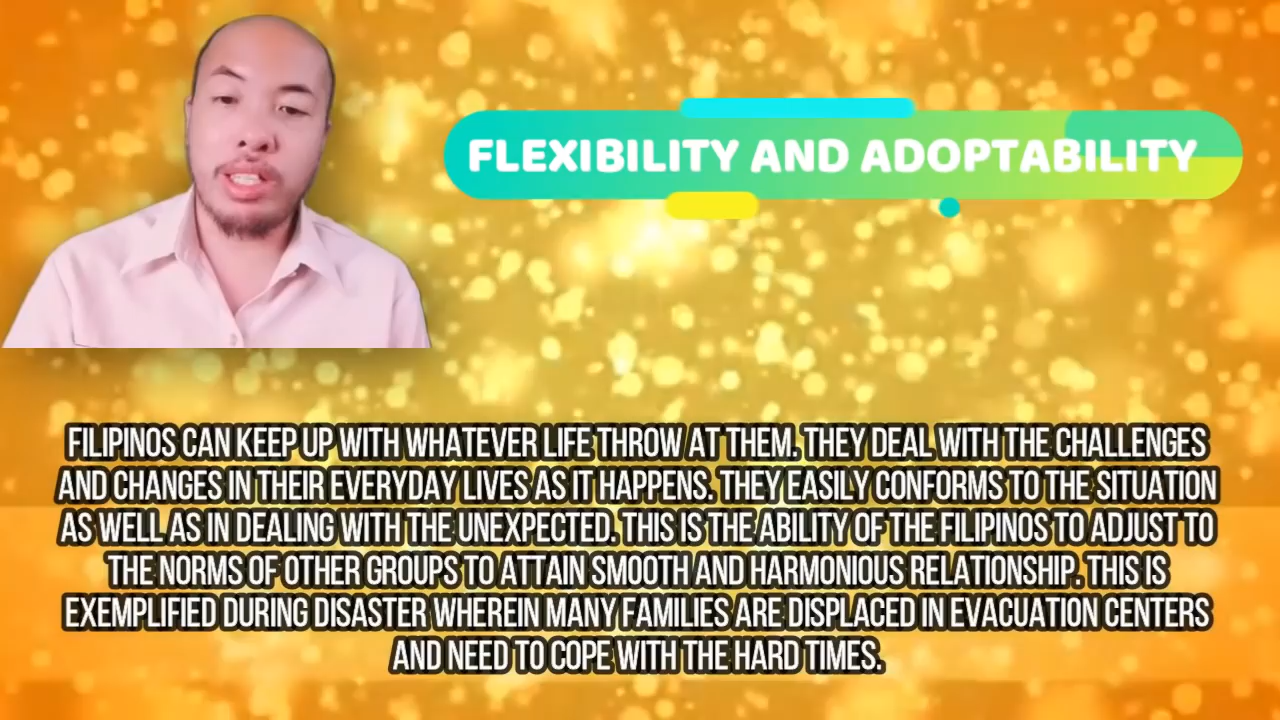 FLEXIBILITY AND ADOPTABILITY
FILIPINOS CAN KEEP UP WITH WHATEVER LIFE THROW AT THEM. THEY DEAL WITH THE CHALLENGES
AND CHANGES IN THEIR EVERYDAY LIVES AS IT HAPPENS. THEY EASILY CONFORMS TO THE SITUATION
AS WELL AS IN DEALING WITH THE UNEXPECTED. THIS IS THE ABILITY OF THE FILIPINOS TO ADJUST TO
THE NORMS OF OTHER GROUPS TO ATTAIN SMOOTH AND HARMONIOUS RELATIONSHIP. THIS IS
EXEMPLIFIED DURING DISASTER WHEREIN MANY FAMILIES ARE DISPLACED IN EVACUATION CENTERS
AND NEED TO COPE WITH THE HARD TIMES.